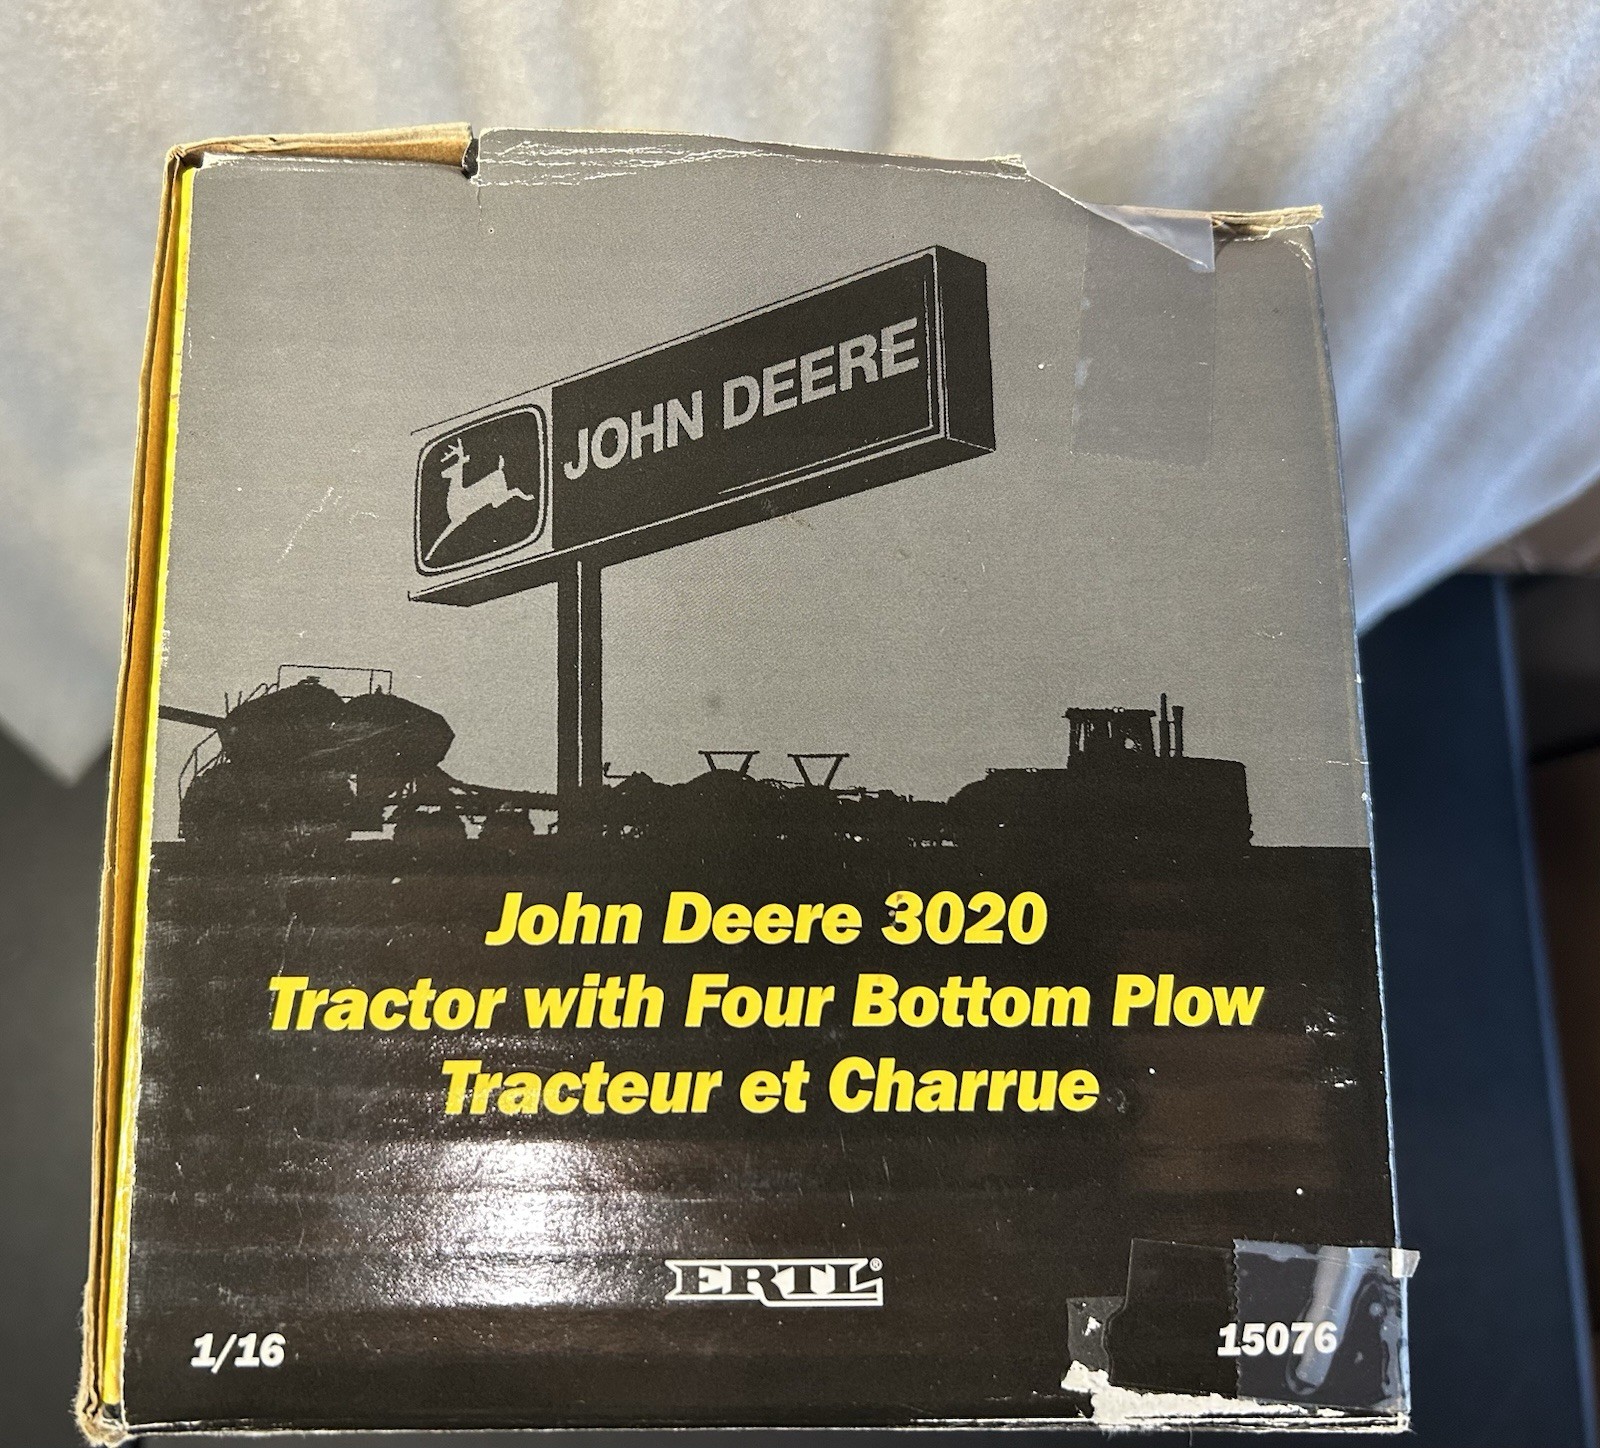 JOHN DEERE
John Deere 3020
Tractor with Four Bottom Plow
Tracteur et Charrue
ERTL®
1/16
15076